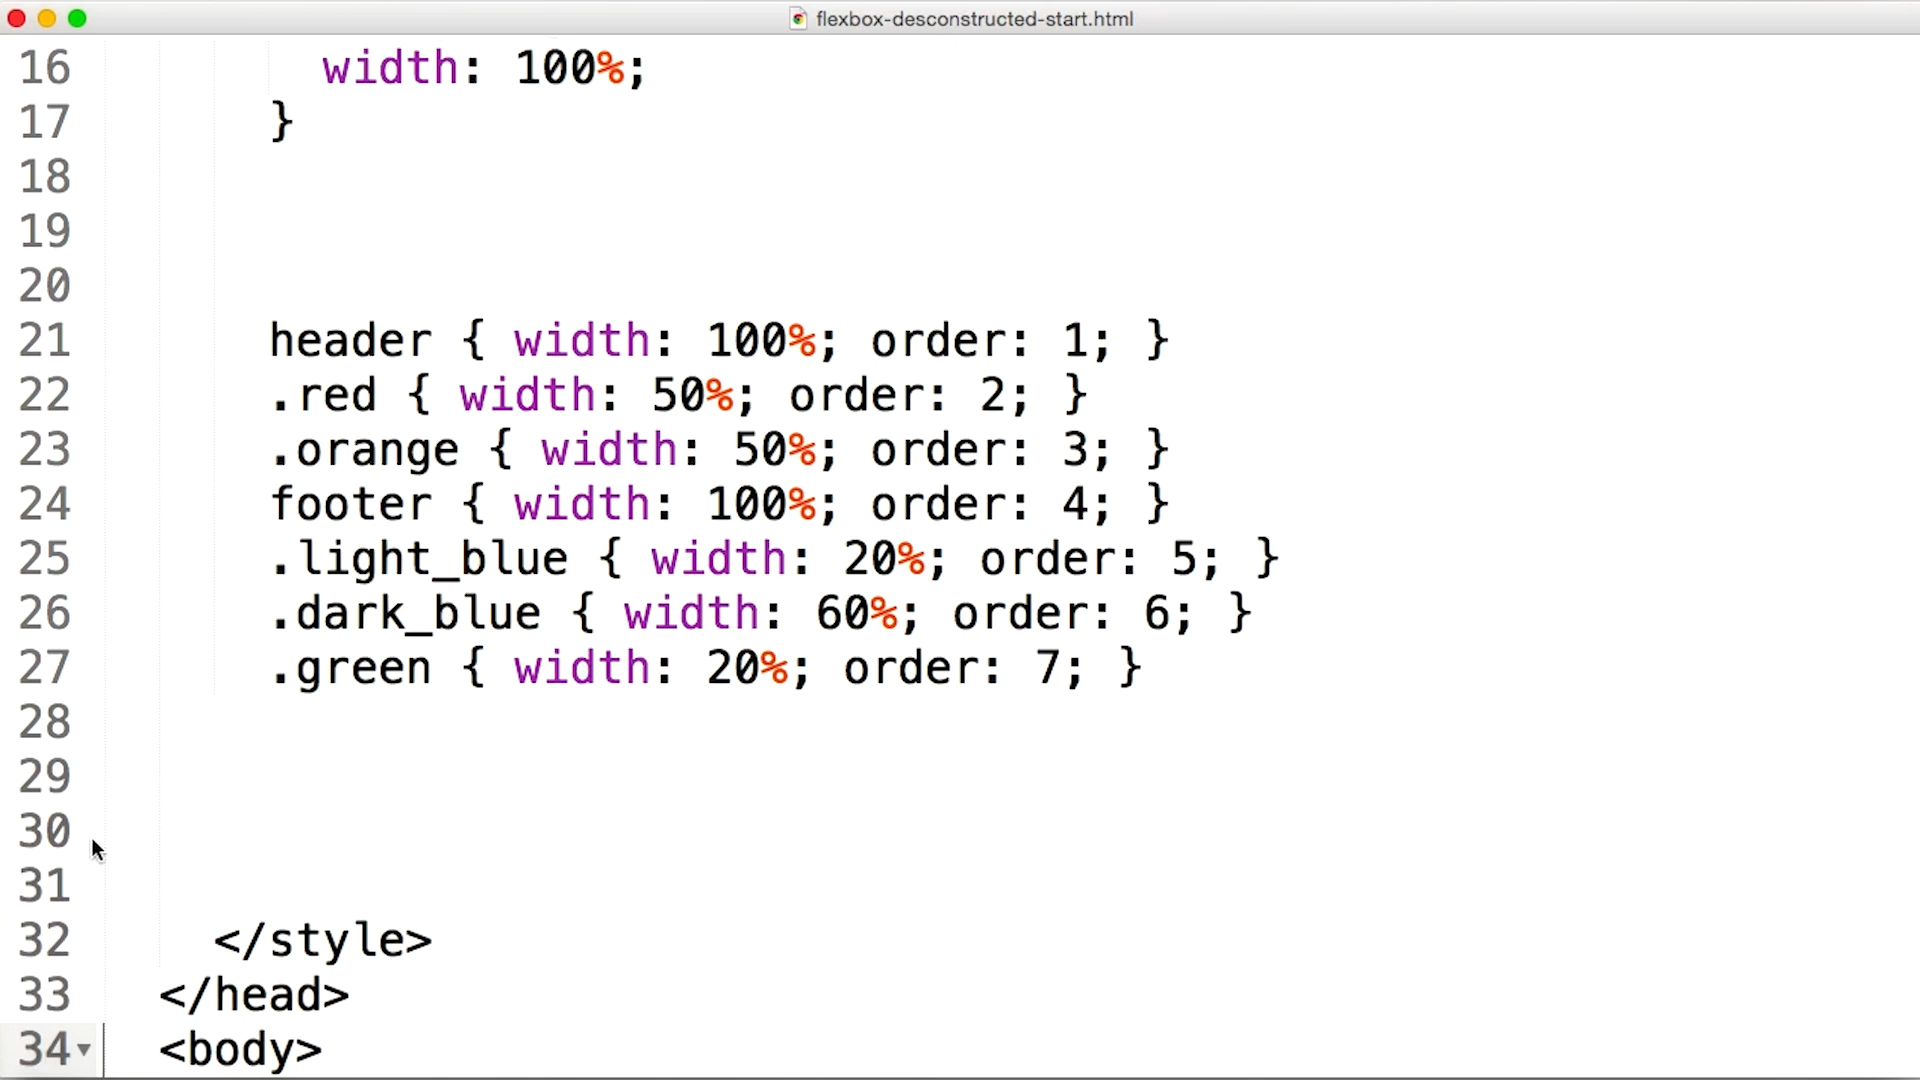 flexbox-desconstructed-start.html
16 width: 100%;
17 }
18
19
20
21 header { width: 100%; order: 1; }
22 .red { width: 50%; order: 2; }
23 .orange { width: 50%; order: 3; }
24 footer { width: 100%; order: 4; }
25 .light_blue { width: 20%; order: 5; }
26 .dark_blue { width: 60%; order: 6; }
27 .green { width: 20%; order: 7; }
28
29
30
31
32 </style>
33 </head>
34 <body>